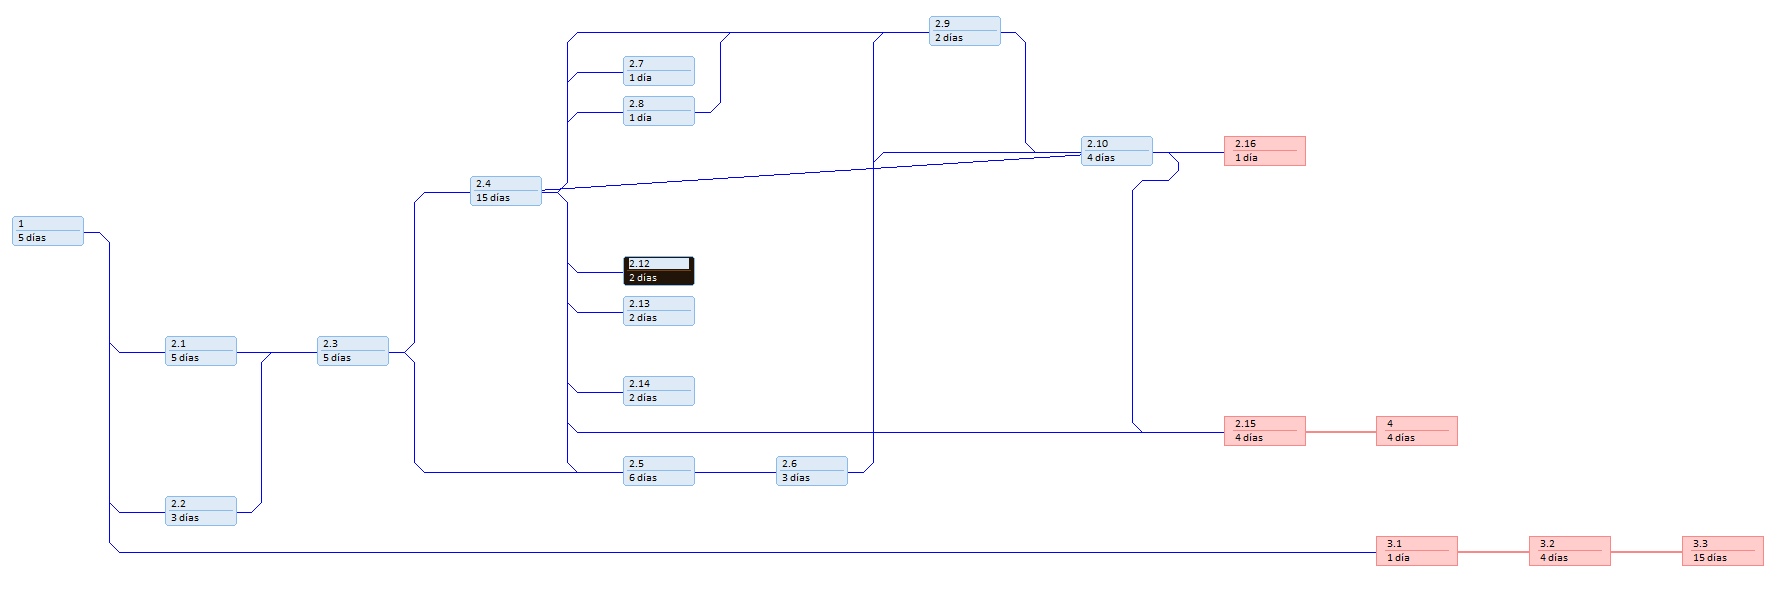 2.9
2 días
2.7
1 día
2.8
1 día
2.10
4 días
2.16
1 día
2.4
15 días
1
5 días
2.12
2 días
2.13
2 días
2.1
5 días
2.3
5 días
2.14
2 días
2.15
4 días
4
4 días
2.5
6 días
2.6
3 días
2.2
3 días
3.1
1 día
3.2
4 días
3.3
15 días